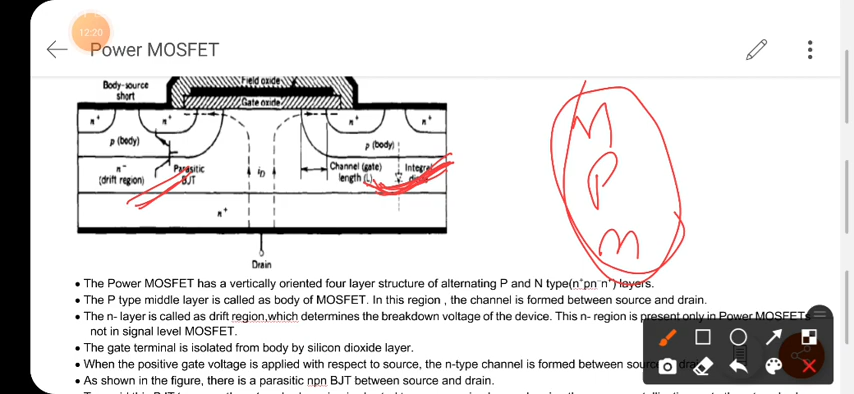 12:20
Power MOSFET
Body-source
short
Field oxide
Gate oxide
n+ n+ n+ n+
p (body) p (body)
n-
(drift region)
Parasitic
BJT
iD
Channel (gate)
length (L)
Integral
n+
Drain
n
P
n
• The Power MOSFET has a vertically oriented four layer structure of alternating P and N type(n+pn-n+) layers.
• The P type middle layer is called as body of MOSFET. In this region , the channel is formed between source and drain.
• The n- layer is called as drift region,which determines the breakdown voltage of the device. This n- region is present only in Power MOSFETs
not in signal level MOSFET.
• The gate terminal is isolated from body by silicon dioxide layer.
• When the positive gate voltage is applied with respect to source, the n-type channel is formed between
• As shown in the figure, there is a parasitic npn BJT between source and drain.